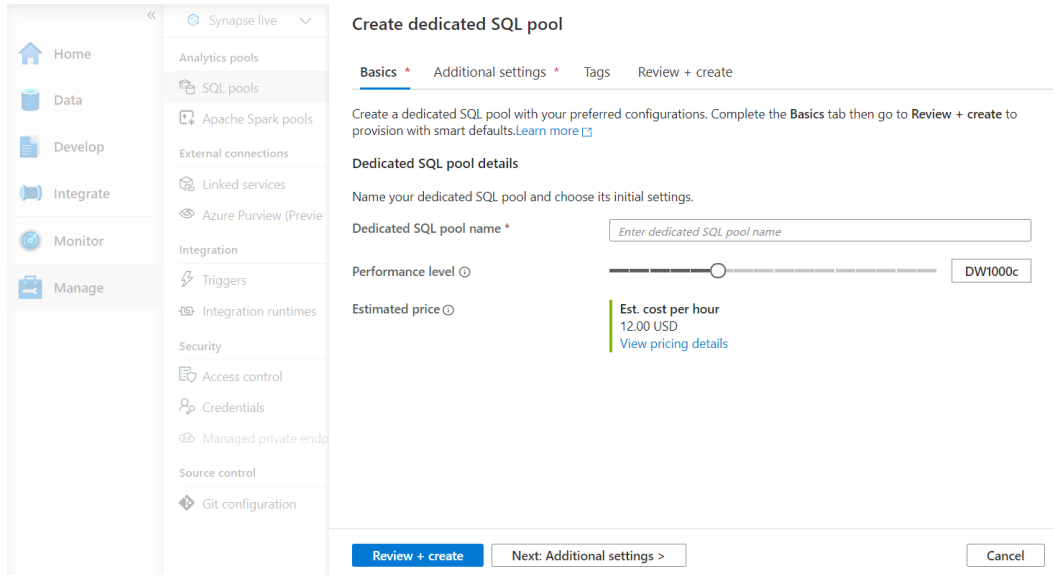 «
Home
Data
Develop
Integrate
Monitor
Manage
Synapse live
Analytics pools
SQL pools
Apache Spark pools
External connections
Linked services
Azure Purview (Previe
Integration
Triggers
Integration runtimes
Security
Access control
Credentials
Managed private endp
Source control
Git configuration
Create dedicated SQL pool
Basics * Additional settings * Tags Review + create
Create a dedicated SQL pool with your preferred configurations. Complete the Basics tab then go to Review + create to
provision with smart defaults.Learn more
Dedicated SQL pool details
Name your dedicated SQL pool and choose its initial settings.
Dedicated SQL pool name * Enter dedicated SQL pool name
Performance level DW1000c
Estimated price Est. cost per hour
12.00 USD
View pricing details
Review + create Next: Additional settings > Cancel